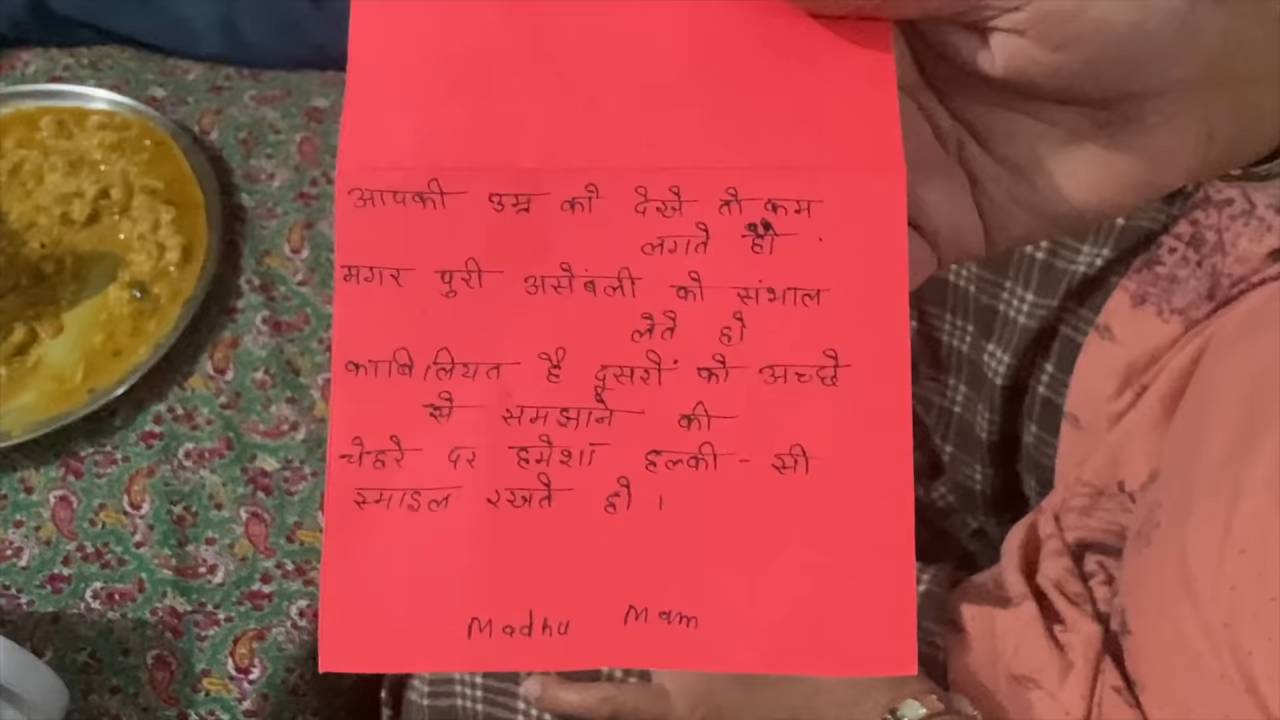 आपकी उम्र को देखे तो कम
लगते हो
मगर पुरी असेंबली को संभाल
लेते हो
काबिलियत है दूसरों को अच्छे
से समझाने की
चेहरे पर हमेशां हल्की - सी
स्माइल रखते हो ।
Madhu Mam